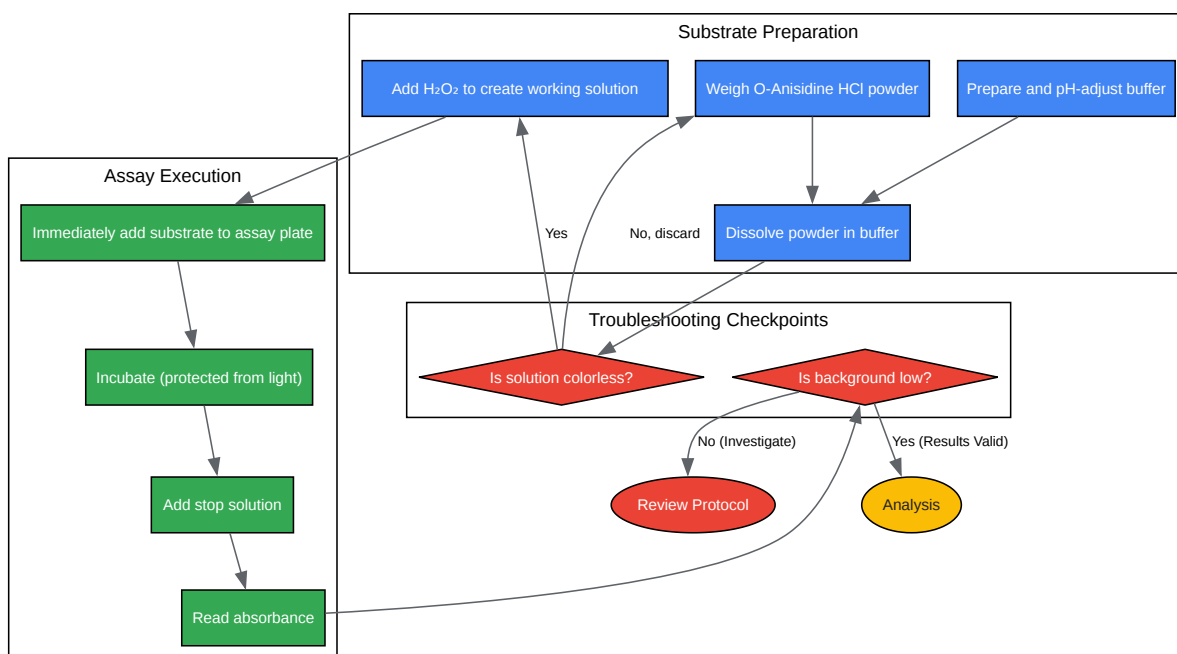 Substrate Preparation
Add H₂O₂ to create working solution
Weigh O-Anisidine HCl powder
Prepare and pH-adjust buffer
Assay Execution
Immediately add substrate to assay plate
Yes
No, discard
Dissolve powder in buffer
Troubleshooting Checkpoints
Incubate (protected from light)
Is solution colorless?
Is background low?
No (Investigate)
Yes (Results Valid)
Add stop solution
Review Protocol
Analysis
Read absorbance